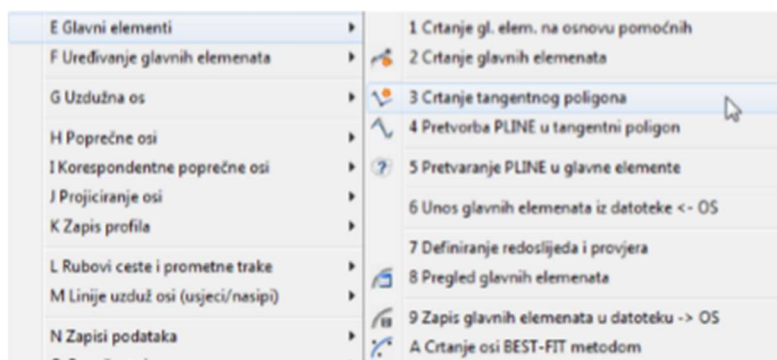 E Glavni elementi
F Uređivanje glavnih elemenata
G Uzdužna os
H Poprečne osi
I Korespondentne poprečne osi
J Projiciranje osi
K Zapis profila
L Rubovi ceste i prometne trake
M Linije uzduž osi (usjeci/nasipi)
N Zapisi podataka
1 Crtanje gl. elem. na osnovu pomoćnih
2 Crtanje glavnih elemenata
3 Crtanje tangentnog poligona
4 Pretvorba PLINE u tangentni poligon
5 Pretvaranje PLINE u glavne elemente
6 Unos glavnih elemenata iz datoteke <- OS
7 Definiranje redoslijeda i provjera
8 Pregled glavnih elemenata
9 Zapis glavnih elemenata u datoteku -> OS
A Crtanje osi BEST-FIT metodom